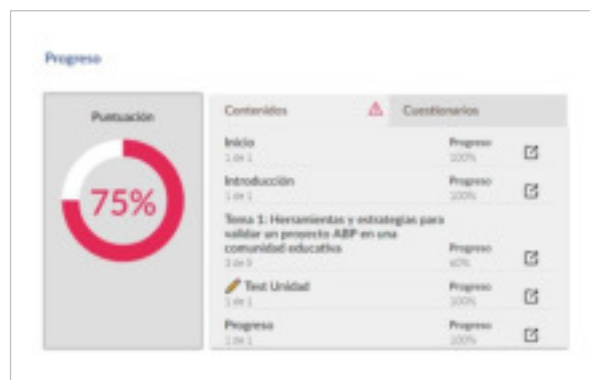 Progreso
Puntuación
75%
Contenidos
Cuestionarios
Inicio
Progreso
1 de 1
100%
Introducción
Progreso
1 de 1
100%
Tema 1: Herramientas y estrategias para
validar un proyecto ABP en una
comunidad educativa
Progreso
60%
Test Unidad
Progreso
1 de 1
100%
Progreso
Progreso
1 de 1
100%